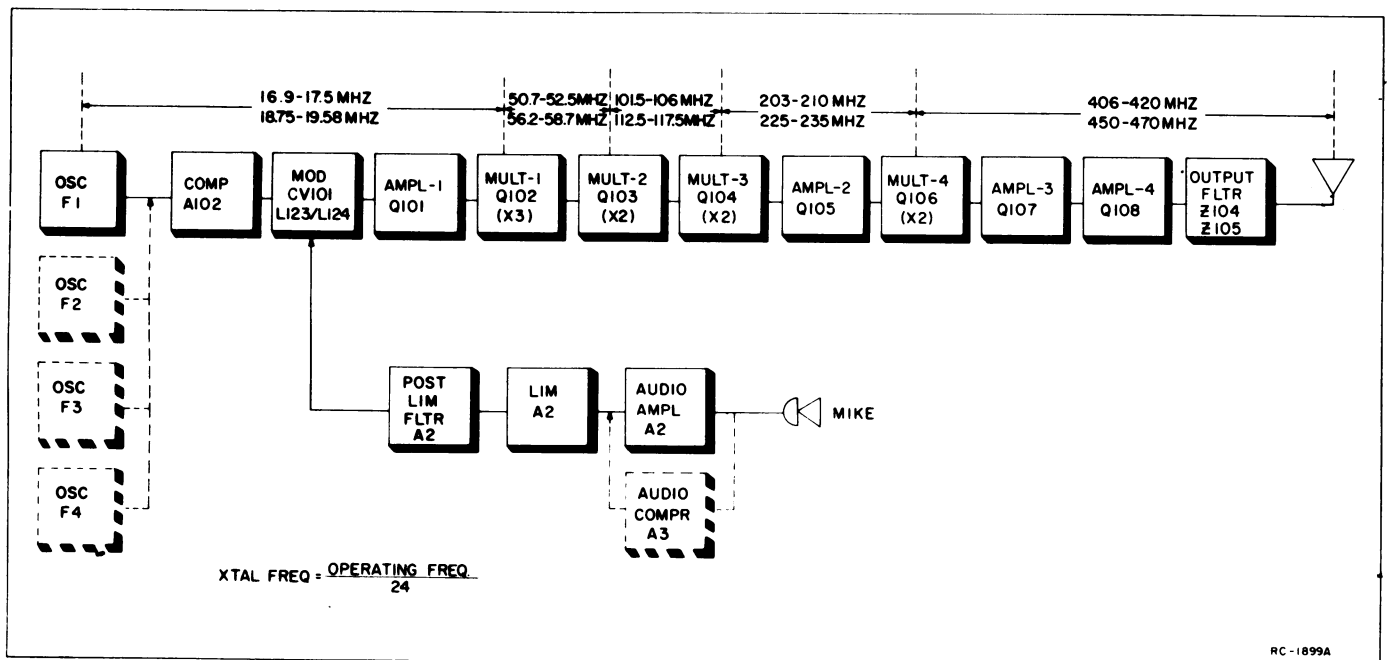 16.9-17.5 MHZ
18.75-19.58 MHZ
50.7-52.5MHZ
56.2-58.7MHZ
101.5-106MHZ
112.5-117.5MHZ
203-210 MHZ
225-235 MHZ
406-420 MHZ
450-470 MHZ
OSC
F1
COMP
A102
MOD
CV101
L123/L124
AMPL-1
Q101
MULT-1
Q102
(X3)
MULT-2
Q103
(X2)
MULT-3
Q104
(X2)
AMPL-2
Q105
MULT-4
Q106
(X2)
AMPL-3
Q107
AMPL-4
Q108
OUTPUT
FLTR
Z104
Z105
OSC
F2
OSC
F3
OSC
F4
POST
LIM
FLTR
A2
LIM
A2
AUDIO
AMPL
A2
MIKE
AUDIO
COMPR
A3
XTAL FREQ = OPERATING FREQ.
24
RC-1899A